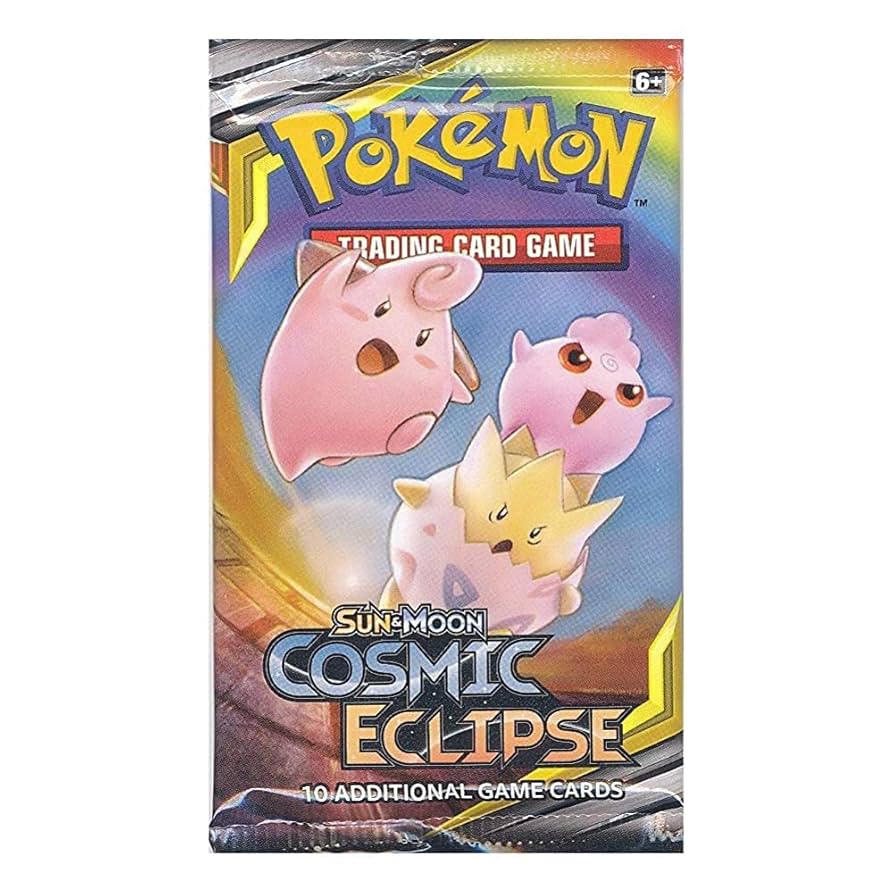 6+
POKÉMON
TM
TRADING CARD GAME
SUN & MOON
COSMIC
ECLIPSE
10 ADDITIONAL GAME CARDS